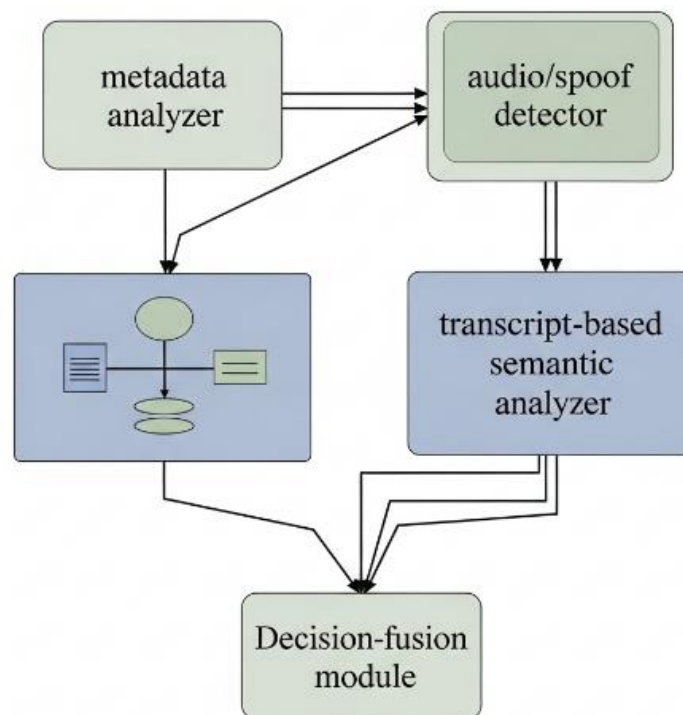 metadata
analyzer
audio/spoof
detector
transcript-based
semantic
analyzer
Decision-fusion
module